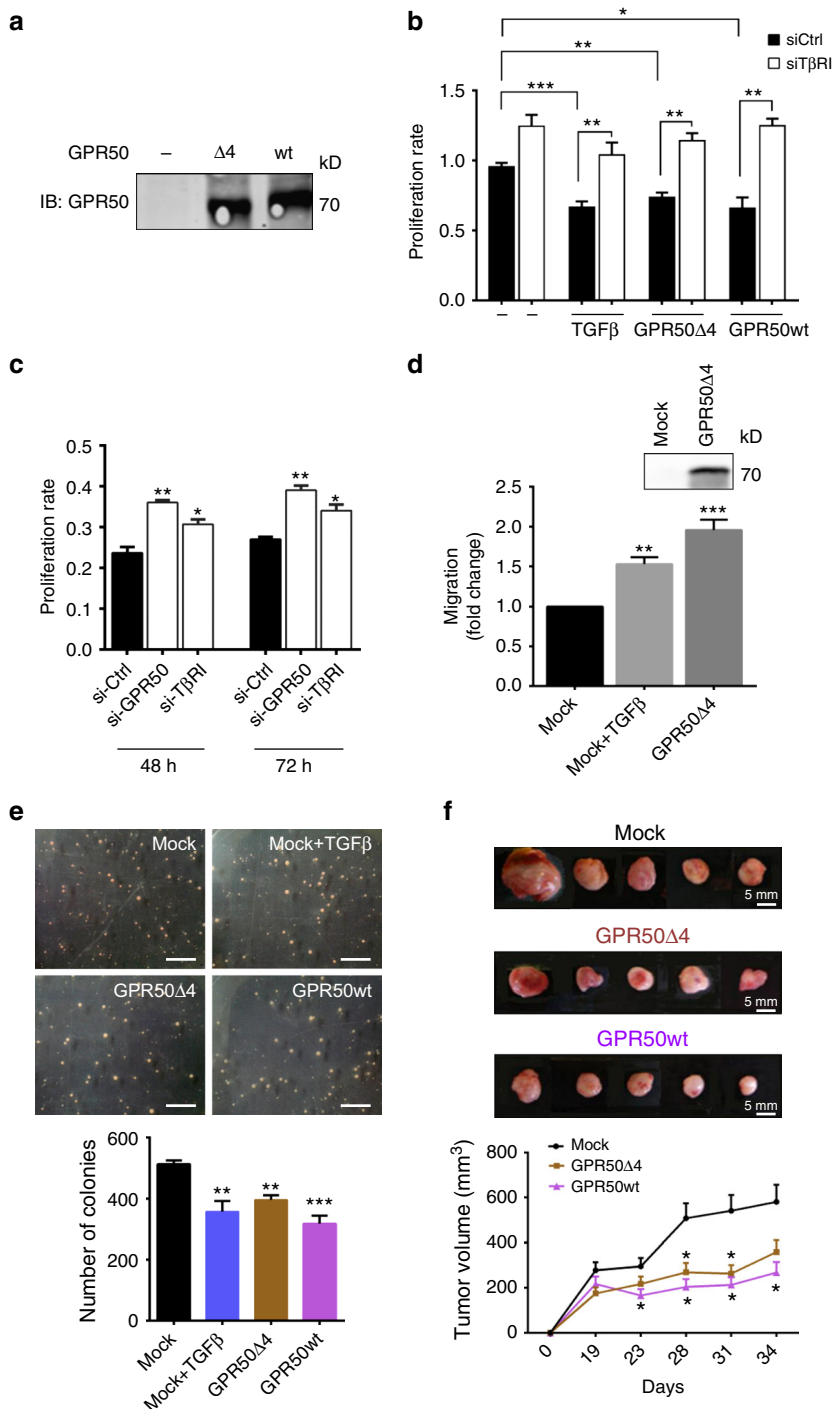 a
GPR50 – Δ4 wt kD
IB: GPR50 70
b
siCtrl
siTβRI
*
**
***
** ** **
Proliferation rate
1.5
1.0
0.5
0.0
– – TGFβ GPR50Δ4 GPR50wt
c
Proliferation rate
0.5
0.4
0.3
0.2
0.1
0.0
** * ** *
si-Ctrl si-GPR50 si-TβRI si-Ctrl si-GPR50 si-TβRI
48 h 72 h
d
Mock GPR50Δ4 kD
70
Migration
(fold change)
2.5
2.0
1.5
1.0
0.5
0.0
** ***
Mock Mock+TGFβ GPR50Δ4
e
Mock Mock+TGFβ
GPR50Δ4 GPR50wt
Number of colonies
600
400
200
0
** ** ***
Mock Mock+TGFβ GPR50Δ4 GPR50wt
f
Mock
5 mm
GPR50Δ4
5 mm
GPR50wt
5 mm
Tumor volume (mm3)
800
600
400
200
0
Mock
GPR50Δ4
GPR50wt
* *
* * * *
0 19 23 28 31 34
Days